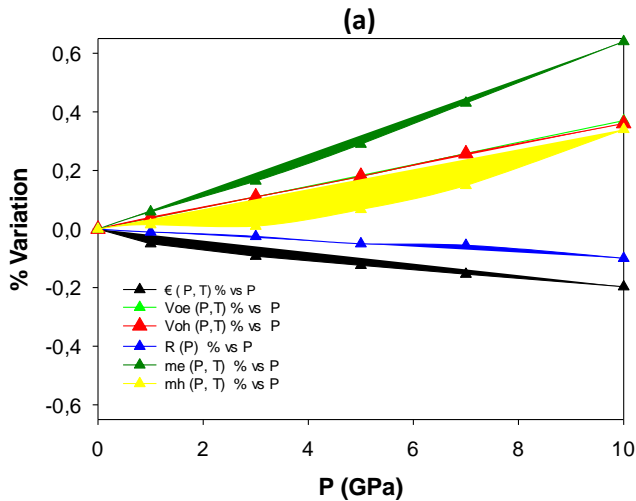 (a)
0,6
0,4
0,2
0,0
-0,2
-0,4
-0,6
% Variation
€ ( P, T) % vs P
Voe (P,T) % vs P
Voh (P,T) % vs P
R (P) % vs P
me (P, T) % vs P
mh (P, T) % vs P
0 2 4 6 8 10
P (GPa)